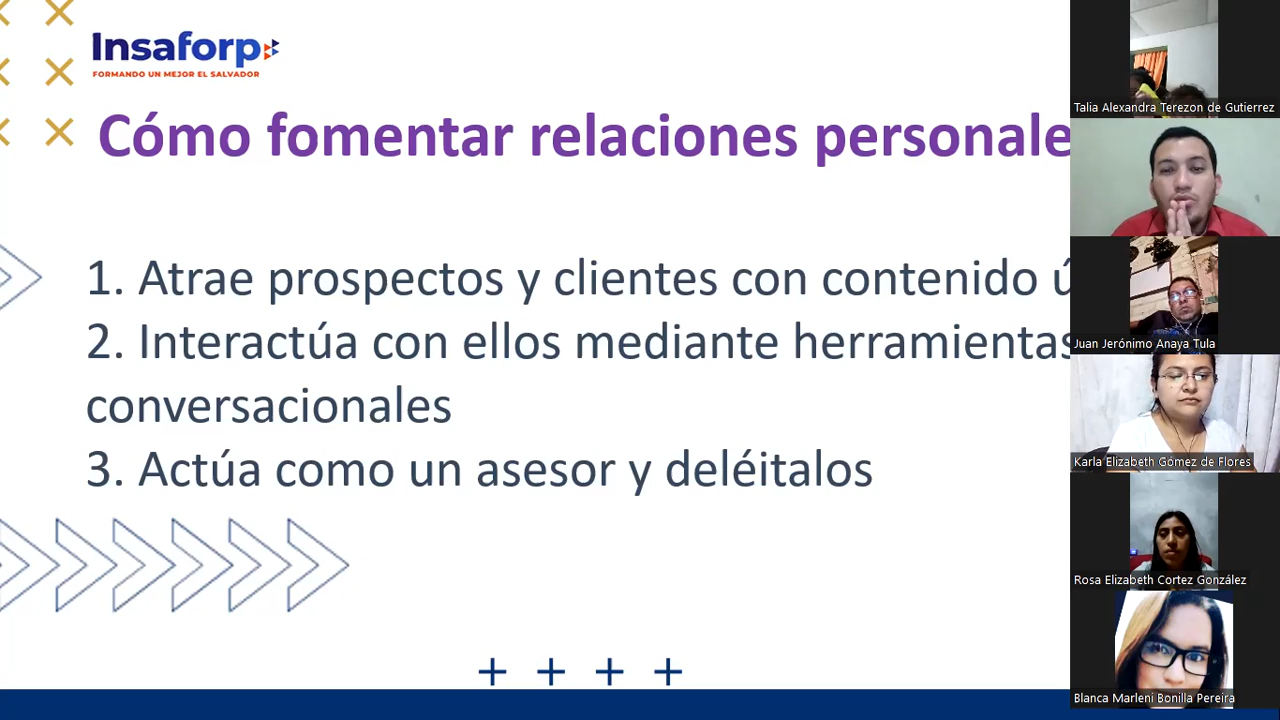 Insaforp
FORMANDO UN MEJOR EL SALVADOR
Cómo fomentar relaciones personale
1. Atrae prospectos y clientes con contenido ú
2. Interactúa con ellos mediante herramientas
conversacionales
3. Actúa como un asesor y deléitalos
Talia Alexandra Terezon de Gutierrez
Juan Jerónimo Anaya Tula
Karla Elizabeth Gómez de Flores
Rosa Elizabeth Cortez González
Blanca Marleni Bonilla Pereira